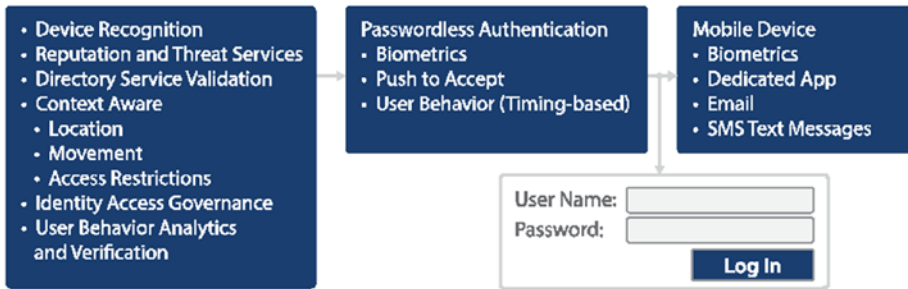 • Device Recognition
• Reputation and Threat Services
• Directory Service Validation
• Context Aware
• Location
• Movement
• Access Restrictions
• Identity Access Governance
• User Behavior Analytics
and Verification
Passwordless Authentication
• Biometrics
• Push to Accept
• User Behavior (Timing-based)
Mobile Device
• Biometrics
• Dedicated App
• Email
• SMS Text Messages
User Name:
Password:
Log In